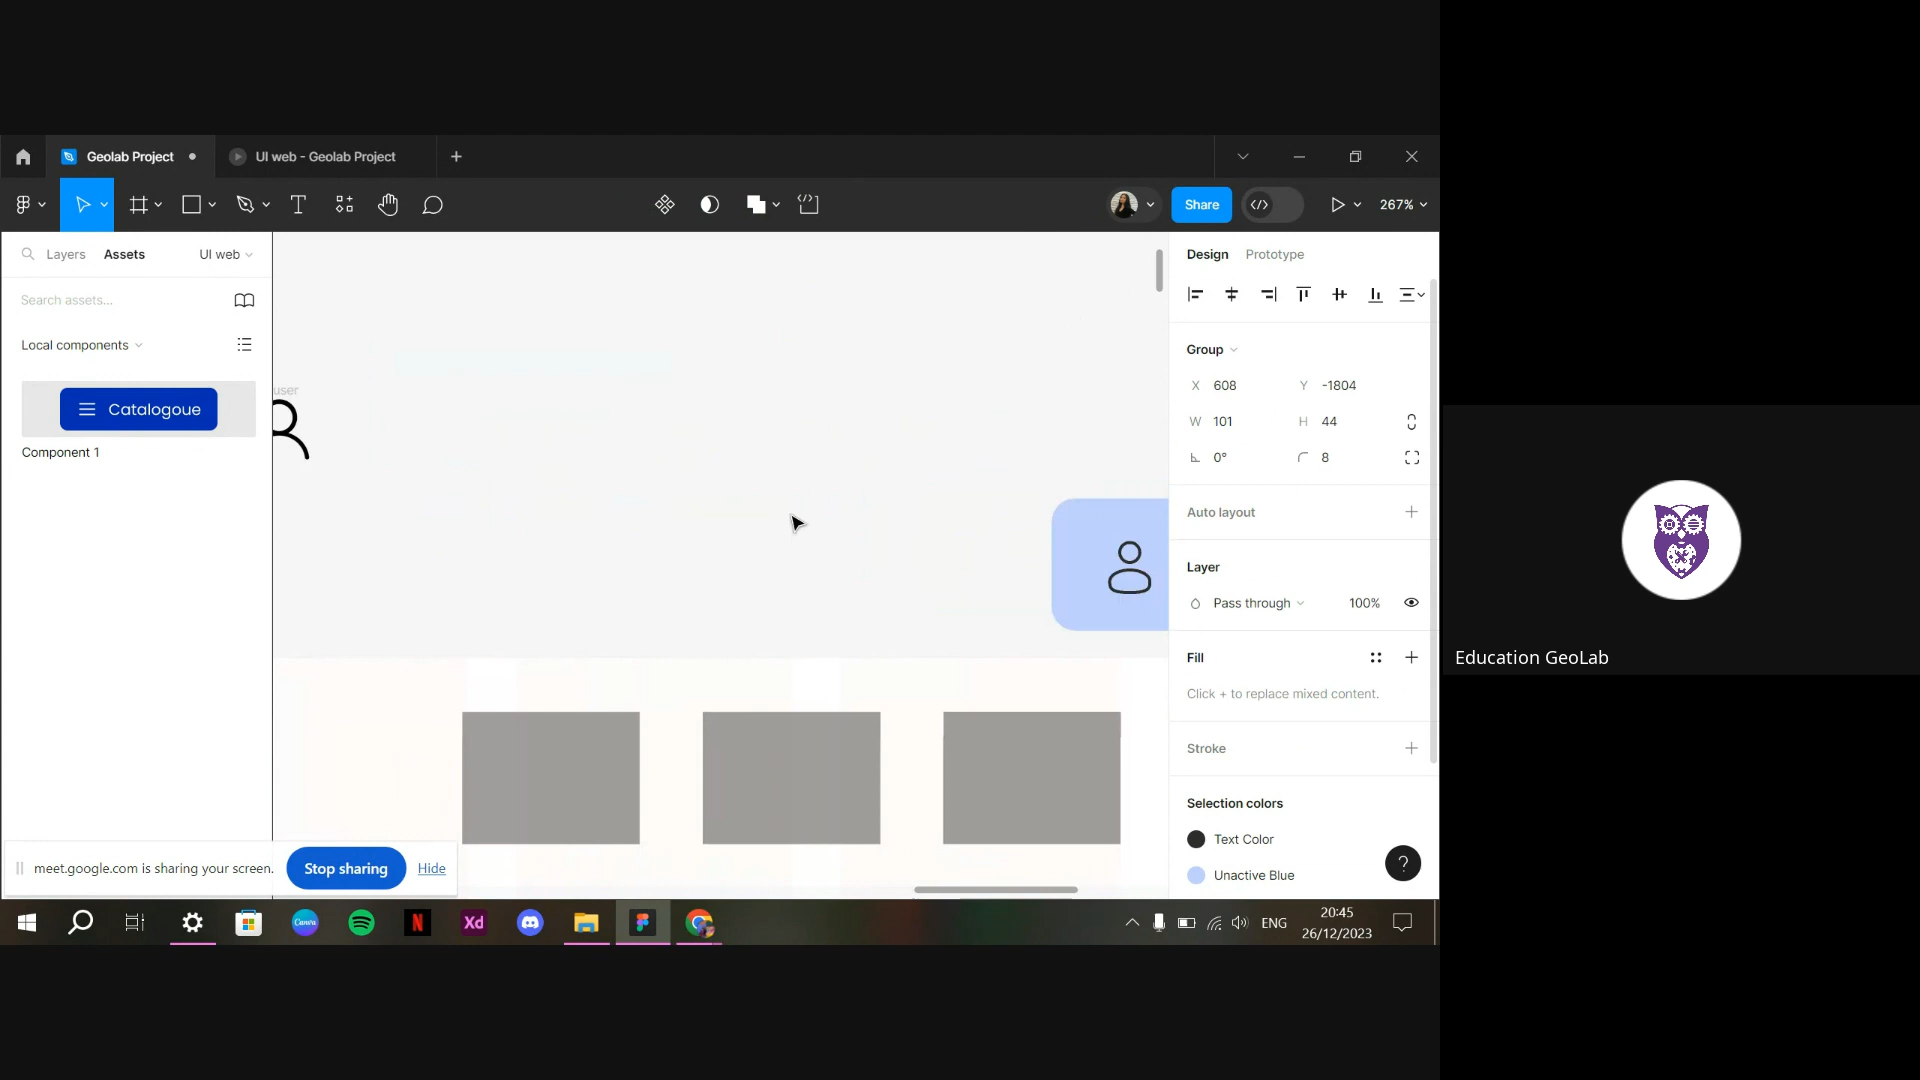 Geolab Project
UI web - Geolab Project
Share
267%
Layers
Assets
UI web
Design
Prototype
Search assets...
Local components
Catalogoue
Component 1
user
Group
X 608
Y -1804
W 101
H 44
0°
8
Auto layout
Layer
Pass through
100%
Fill
Click + to replace mixed content.
Stroke
Selection colors
Text Color
Unactive Blue
?
Education GeoLab
meet.google.com is sharing your screen.
Stop sharing
Hide
Canva
N
Xd
ENG
20:45
26/12/2023